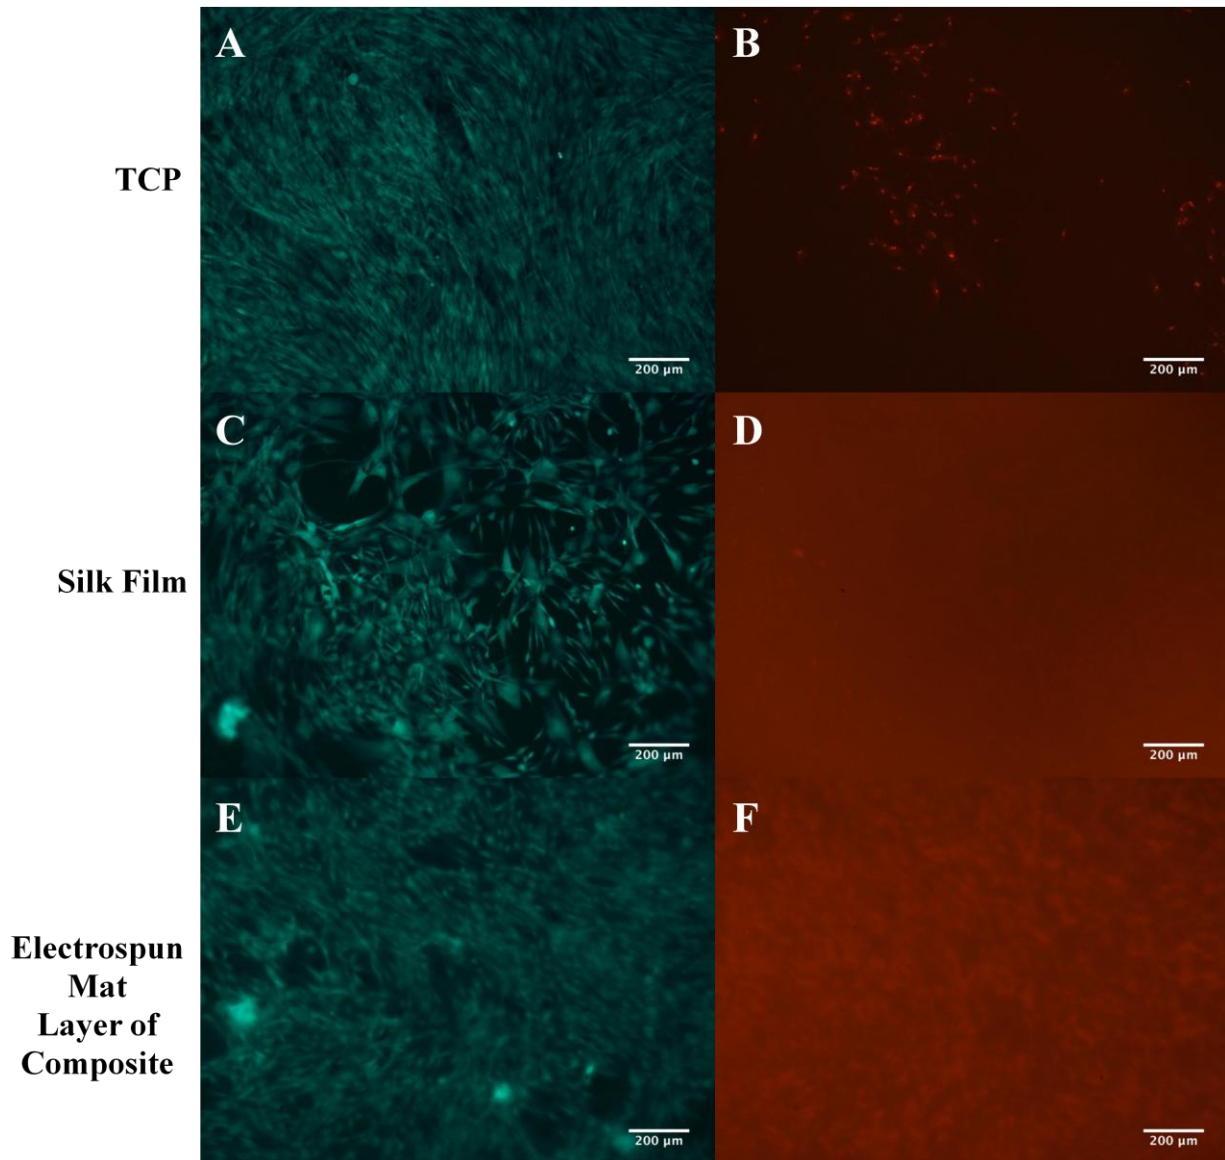 A
B
TCP
200 µm
200 µm
C
D
Silk Film
200 µm
200 µm
E
F
Electrospun
Mat
Layer of
Composite
200 µm
200 µm